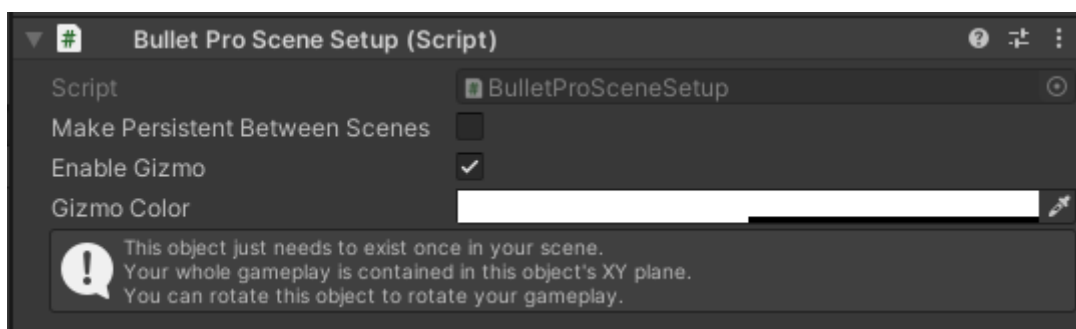 # Bullet Pro Scene Setup (Script)
Script # BulletProSceneSetup
Make Persistent Between Scenes
Enable Gizmo
Gizmo Color
This object just needs to exist once in your scene.
Your whole gameplay is contained in this object's XY plane.
You can rotate this object to rotate your gameplay.